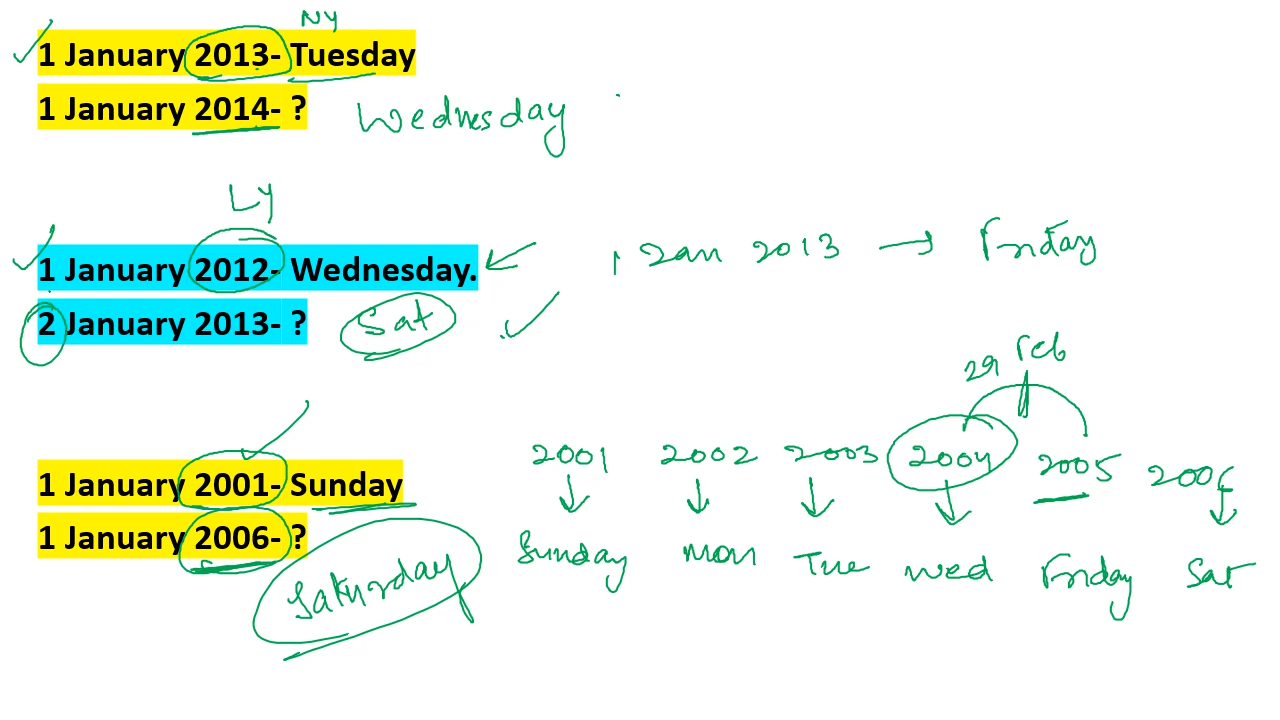 NY
1 January 2013- Tuesday
1 January 2014- ? Wednesday
LY
1 January 2012- Wednesday. 1 Jan 2013 → Friday
2 January 2013- ? Sat
29 Feb
2001 2002 2003 2004 2005 2006
1 January 2001- Sunday
1 January 2006- ?
Sunday Mon Tue Wed Friday Sat
Saturday